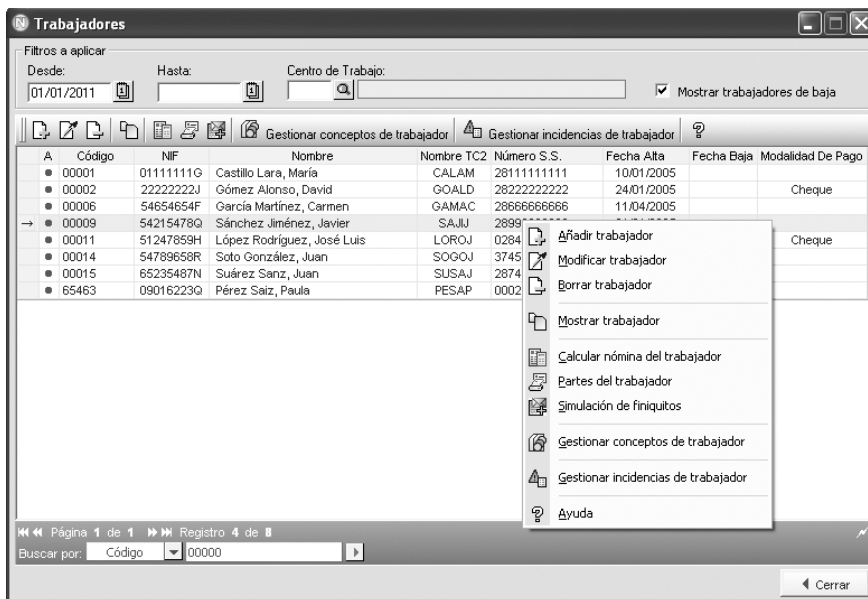 Trabajadores
Filtros a aplicar
Desde: Hasta: Centro de Trabajo:
01/01/2011 Mostrar trabajadores de baja
Gestionar conceptos de trabajador Gestionar incidencias de trabajador
A Código NIF Nombre Nombre TC2 Número S.S. Fecha Alta Fecha Baja Modalidad De Pago
00001 01111111G Castillo Lara, María CALAM 28111111111 10/01/2005
00002 22222222J Gómez Alonso, David GOALD 28222222222 24/01/2005 Cheque
00006 54654654F García Martínez, Carmen GAMAC 28666666666 11/04/2005
00009 54215478Q Sánchez Jiménez, Javier SAJIJ
00011 51247859H López Rodríguez, José Luis LOROJ 0284 Cheque
00014 54789658R Soto González, Juan SOGOJ 3745
00015 65235487N Suárez Sanz, Juan SUSAJ 2874
65463 09016223Q Pérez Saiz, Paula PESAP 0002
Añadir trabajador
Modificar trabajador
Borrar trabajador
Mostrar trabajador
Calcular nómina del trabajador
Partes del trabajador
Simulación de finiquitos
Gestionar conceptos de trabajador
Gestionar incidencias de trabajador
Ayuda
Página 1 de 1 Registro 4 de 8
Buscar por: Código 00000
Cerrar